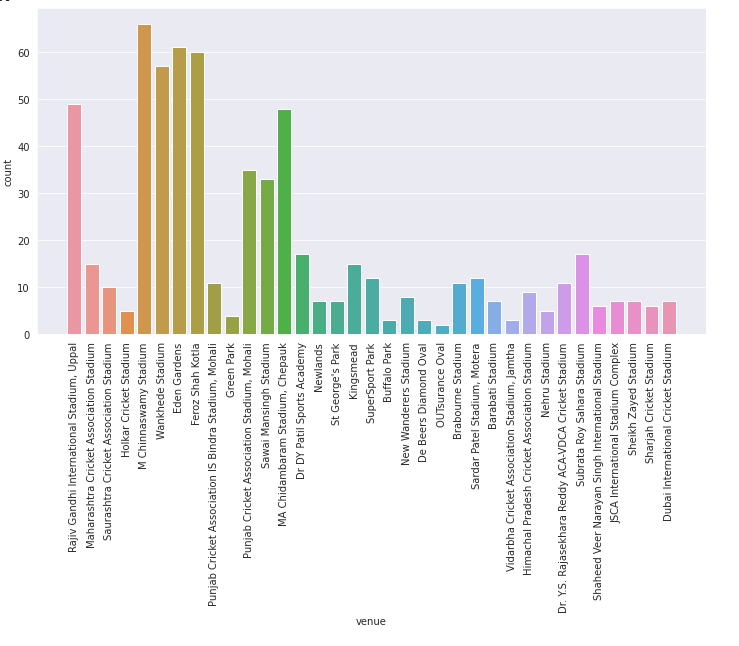 60
50
40
30
20
10
0
count
Rajiv Gandhi International Stadium, Uppal
Maharashtra Cricket Association Stadium
Saurashtra Cricket Association Stadium
Holkar Cricket Stadium
M Chinnaswamy Stadium
Wankhede Stadium
Eden Gardens
Feroz Shah Kotla
Punjab Cricket Association IS Bindra Stadium, Mohali
Green Park
Punjab Cricket Association Stadium, Mohali
Sawai Mansingh Stadium
MA Chidambaram Stadium, Chepauk
Dr DY Patil Sports Academy
Newlands
St George's Park
Kingsmead
SuperSport Park
Buffalo Park
New Wanderers Stadium
De Beers Diamond Oval
OUTsurance Oval
Brabourne Stadium
Sardar Patel Stadium, Motera
Barabati Stadium
Vidarbha Cricket Association Stadium, Jamtha
Himachal Pradesh Cricket Association Stadium
Nehru Stadium
Dr. Y.S. Rajasekhara Reddy ACA-VDCA Cricket Stadium
Subrata Roy Sahara Stadium
Shaheed Veer Narayan Singh International Stadium
JSCA International Stadium Complex
Sheikh Zayed Stadium
Sharjah Cricket Stadium
Dubai International Cricket Stadium
venue